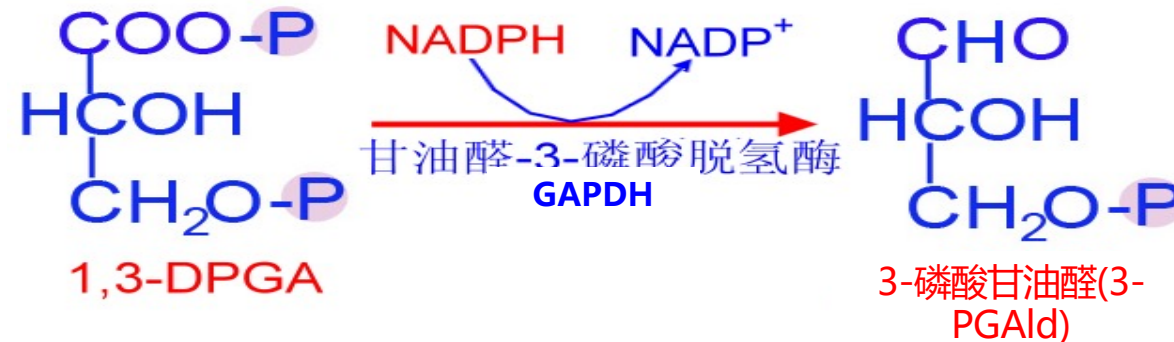 COO-P NADPH NADP⁺ CHO
HCOH HCOH
甘油醛-3-磷酸脱氢酶
CH₂O-P GAPDH CH₂O-P
1,3-DPGA 3-磷酸甘油醛(3-
PGAld)